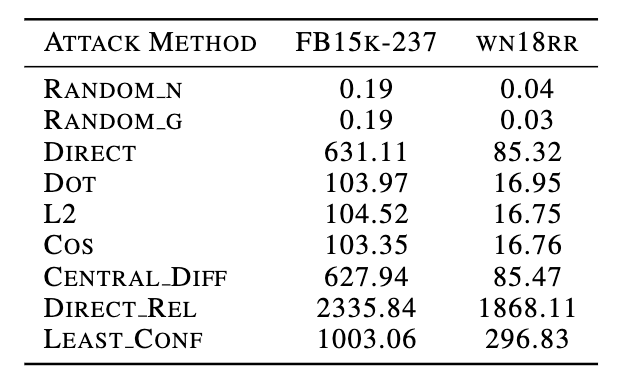 ATTACK METHOD FB15K-237 WN18RR
RANDOM_N 0.19 0.04
RANDOM_G 0.19 0.03
DIRECT 631.11 85.32
DOT 103.97 16.95
L2 104.52 16.75
COS 103.35 16.76
CENTRAL_DIFF 627.94 85.47
DIRECT_REL 2335.84 1868.11
LEAST_CONF 1003.06 296.83